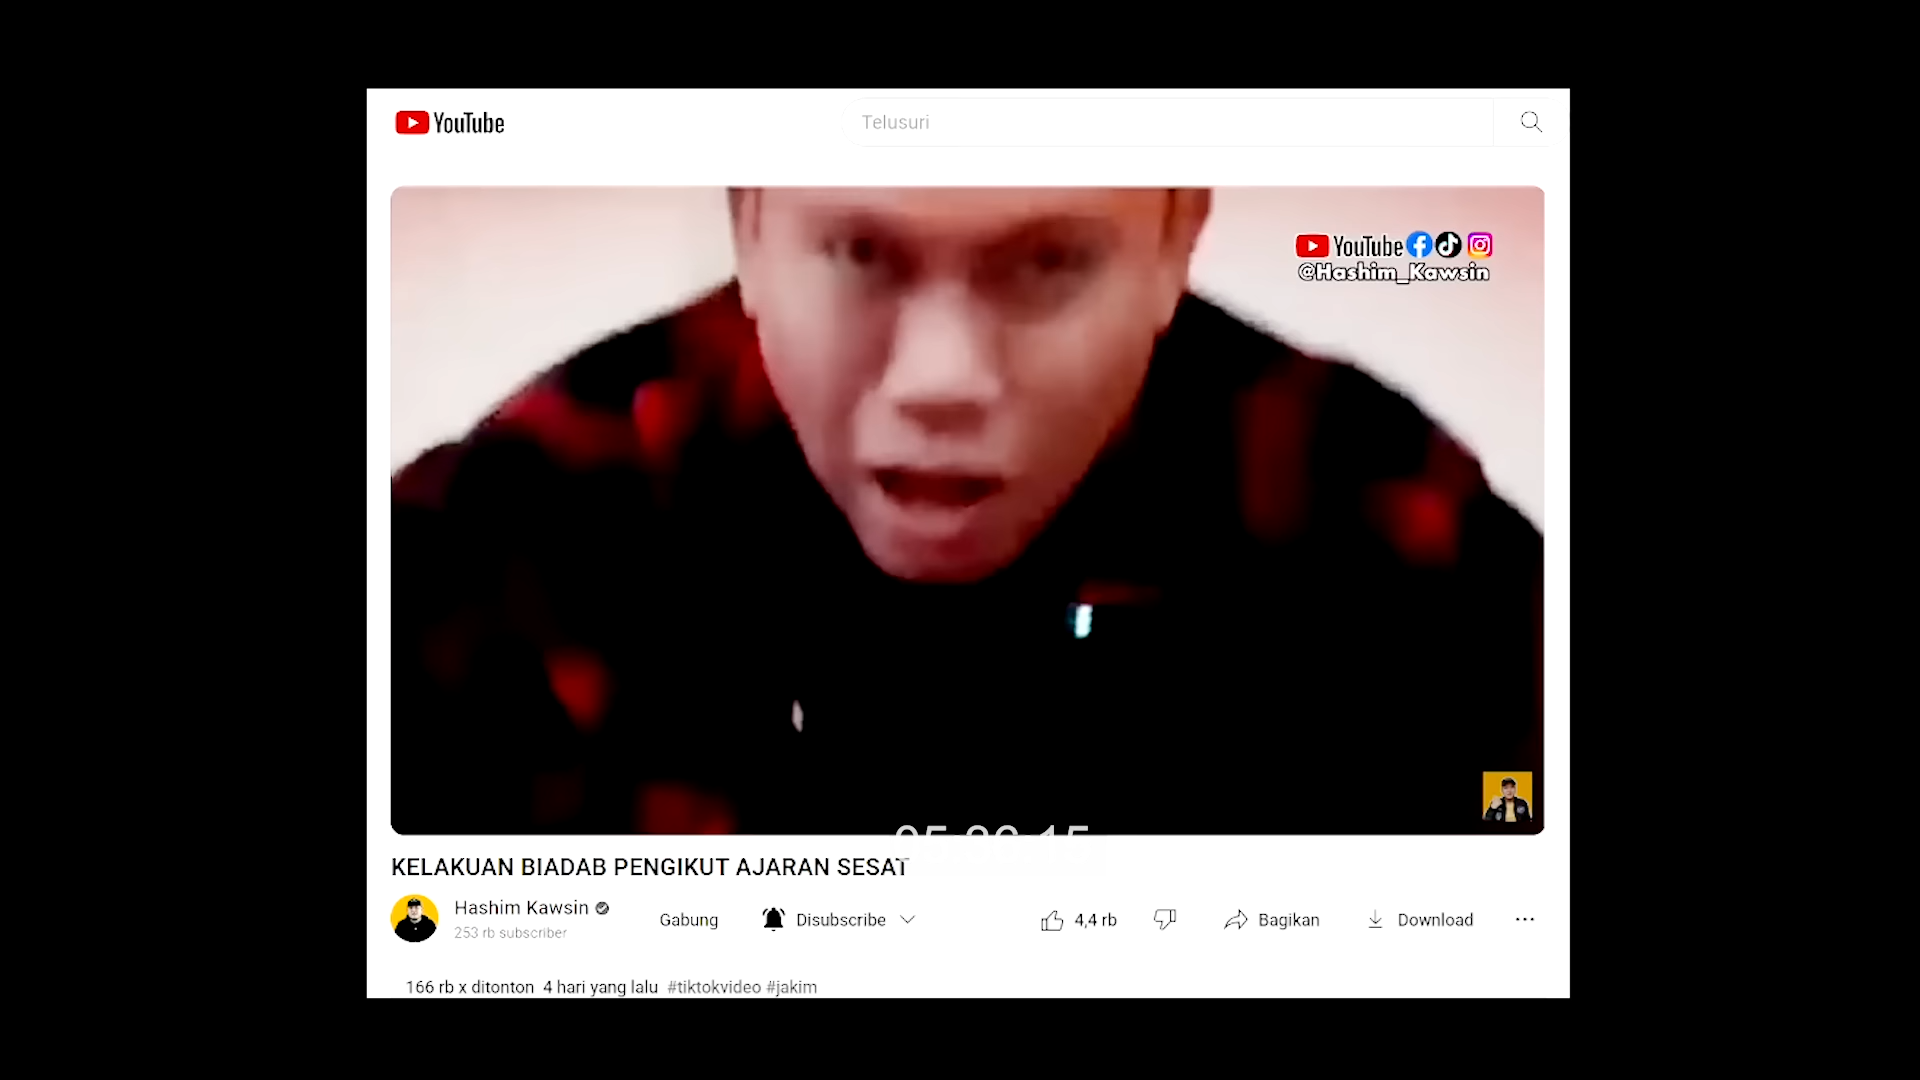 YouTube
Telusuri
YouTube
@Hashim_Kawsin
KELAKUAN BIADAB PENGIKUT AJARAN SESAT
Hashim Kawsin
253 rb subscriber
Gabung
Disubscribe
4,4 rb
Bagikan
Download
166 rb x ditonton 4 hari yang lalu #tiktokvideo #jakim